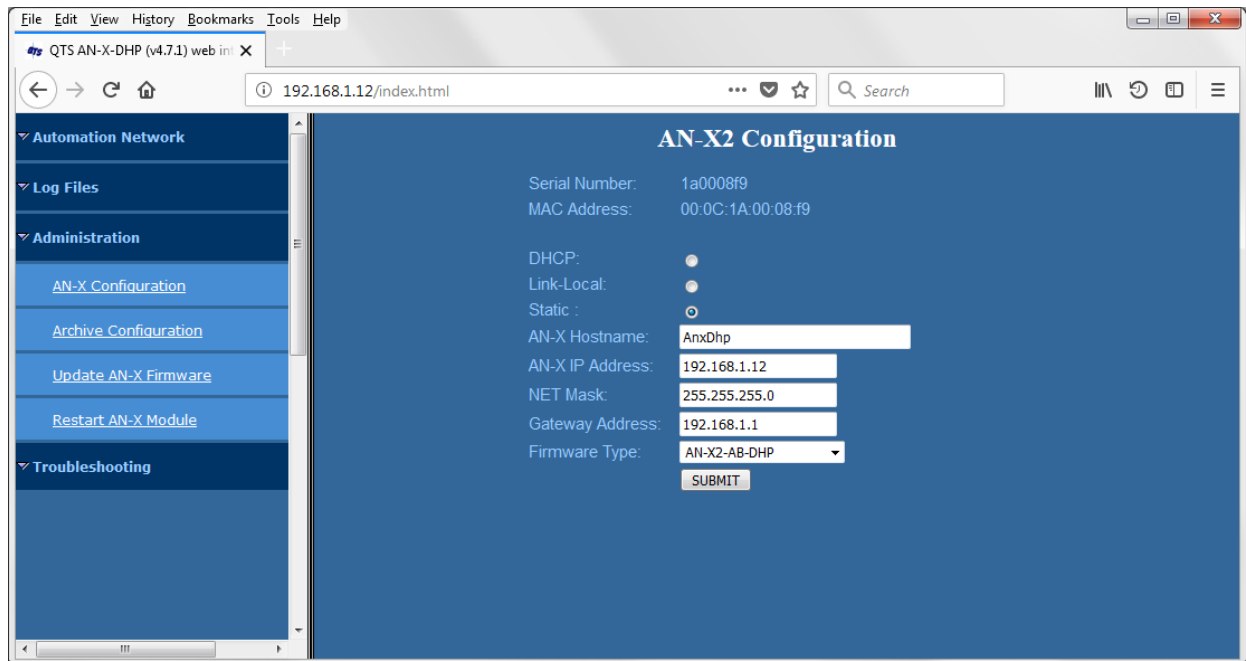 File Edit View History Bookmarks Tools Help
QTS AN-X-DHP (v4.7.1) web int
192.168.1.12/index.html
Search
Automation Network
Log Files
Administration
AN-X Configuration
Archive Configuration
Update AN-X Firmware
Restart AN-X Module
Troubleshooting
AN-X2 Configuration
Serial Number: 1a0008f9
MAC Address: 00:0C:1A:00:08:f9
DHCP:
Link-Local:
Static :
AN-X Hostname: AnxDhp
AN-X IP Address: 192.168.1.12
NET Mask: 255.255.255.0
Gateway Address: 192.168.1.1
Firmware Type: AN-X2-AB-DHP
SUBMIT